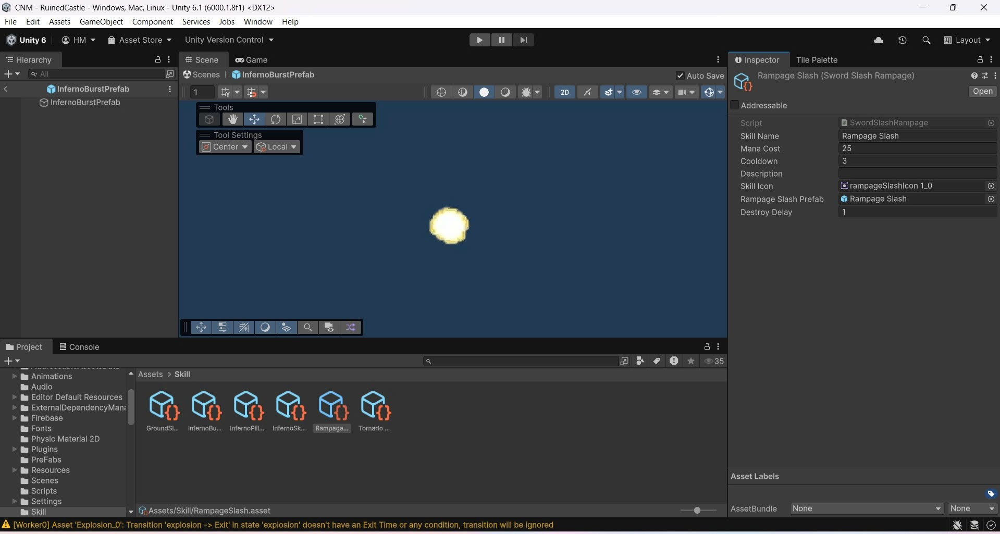 CNM - RuinedCastle - Windows, Mac, Linux - Unity 6.1 (6000.1.8f1) <DX12>
File Edit Assets GameObject Component Services Jobs Window Help
Unity 6 HM Asset Store Unity Version Control Layout
Hierarchy
All
InfernoBurstPrefab
InfernoBurstPrefab
Scene Game
Scenes InfernoBurstPrefab Auto Save
1 2D
Tools
Tool Settings
Center Local
Inspector Tile Palette
Rampage Slash (Sword Slash Rampage)
Open
Addressable
Script SwordSlashRampage
Skill Name Rampage Slash
Mana Cost 25
Cooldown 3
Description
Skill Icon rampageSlashIcon 1_0
Rampage Slash Prefab Rampage Slash
Destroy Delay 1
Project Console
35
Animations
Audio
Editor Default Resources
ExternalDependencyMana
Firebase
Fonts
Physic Material 2D
Plugins
PreFabs
Resources
Scenes
Scripts
Settings
Skill
Assets > Skill
GroundSl... InfernoBu... InfernoPill... InfernoSk... Rampage... Tornado ...
Assets/Skill/RampageSlash.asset
Asset Labels
AssetBundle None None
[Worker0] Asset 'Explosion_0': Transition 'explosion -> Exit' in state 'explosion' doesn't have an Exit Time or any condition, transition will be ignored